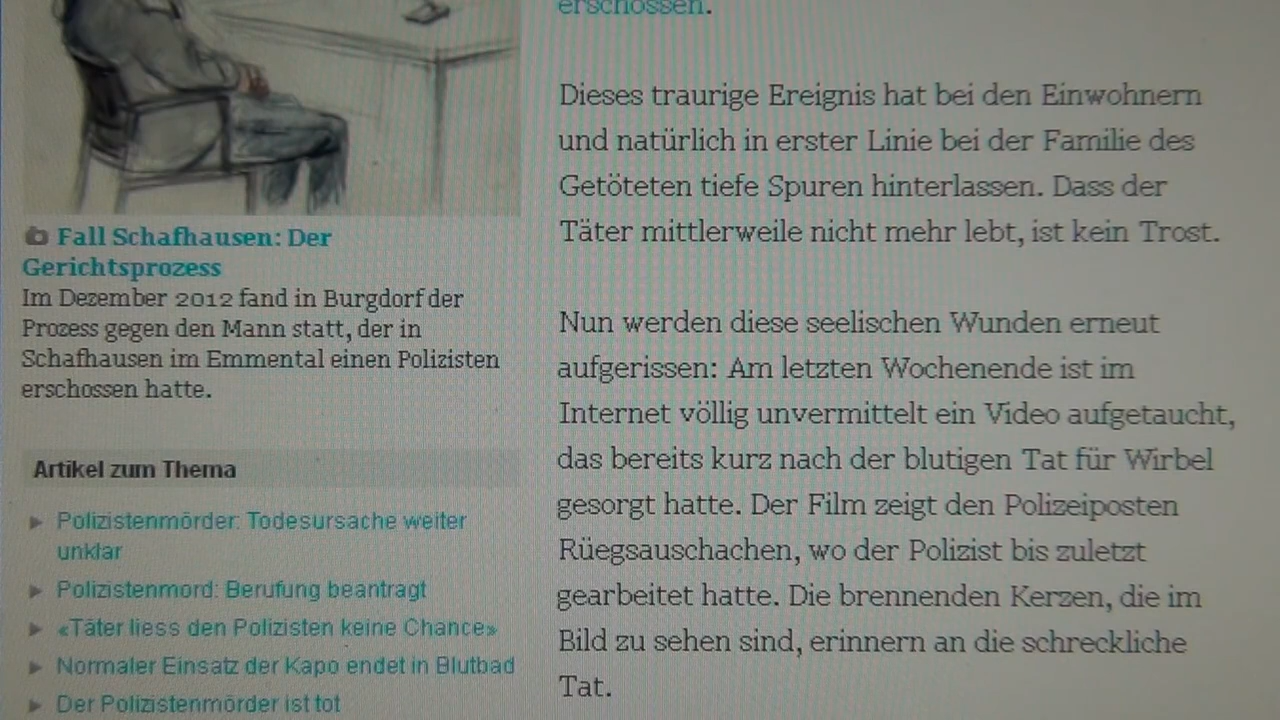 Fall Schafhausen: Der
Gerichtsprozess
Im Dezember 2012 fand in Burgdorf der
Prozess gegen den Mann statt, der in
Schafhausen im Emmental einen Polizisten
erschossen hatte.
Artikel zum Thema
Polizistenmörder: Todesursache weiter
unklar
Polizistenmord: Berufung beantragt
«Täter liess den Polizisten keine Chance»
Normaler Einsatz der Kapo endet in Blutbad
Der Polizistenmörder ist tot
erschossen.
Dieses traurige Ereignis hat bei den Einwohnern
und natürlich in erster Linie bei der Familie des
Getöteten tiefe Spuren hinterlassen. Dass der
Täter mittlerweile nicht mehr lebt, ist kein Trost.
Nun werden diese seelischen Wunden erneut
aufgerissen: Am letzten Wochenende ist im
Internet völlig unvermittelt ein Video aufgetaucht,
das bereits kurz nach der blutigen Tat für Wirbel
gesorgt hatte. Der Film zeigt den Polizeiposten
Rüegsauschachen, wo der Polizist bis zuletzt
gearbeitet hatte. Die brennenden Kerzen, die im
Bild zu sehen sind, erinnern an die schreckliche
Tat.